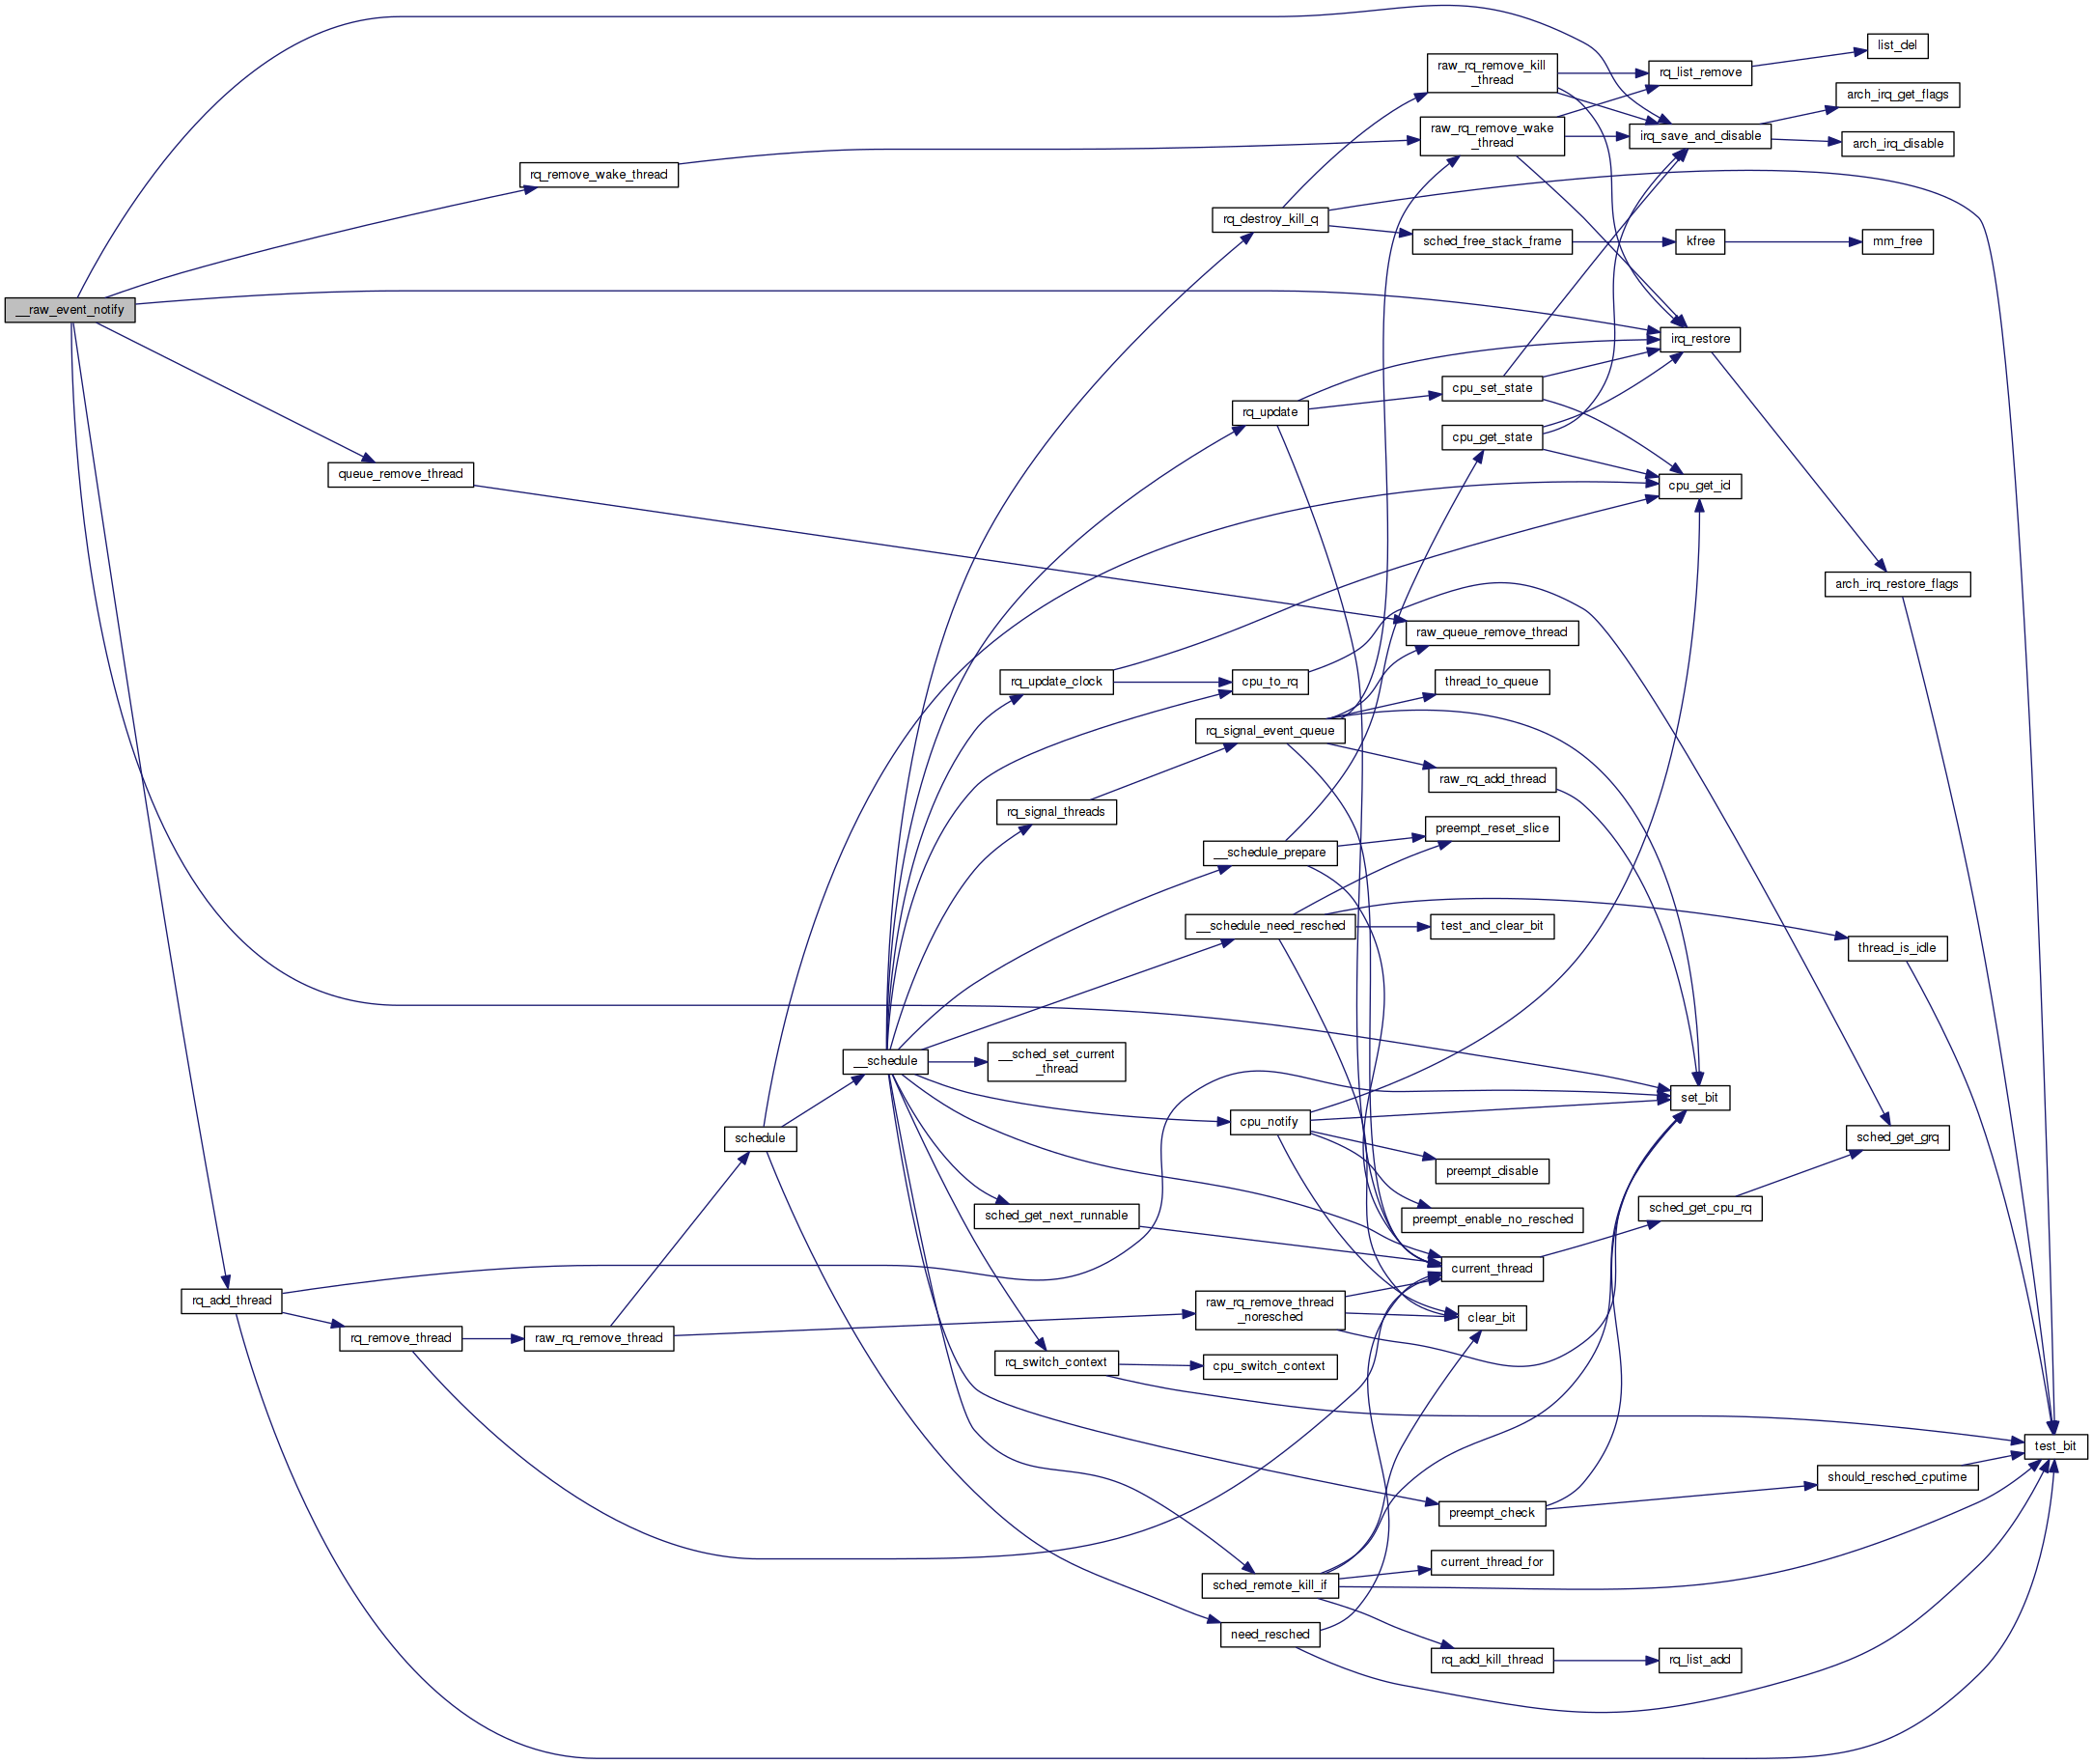 list_del
raw_rq_remove_kill
_thread
rq_list_remove
arch_irq_get_flags
raw_rq_remove_wake
_thread
irq_save_and_disable
arch_irq_disable
rq_remove_wake_thread
rq_destroy_kill_q
sched_free_stack_frame
kfree
mm_free
__raw_event_notify
irq_restore
cpu_set_state
rq_update
cpu_get_state
queue_remove_thread
cpu_get_id
arch_irq_restore_flags
raw_queue_remove_thread
rq_update_clock
cpu_to_rq
thread_to_queue
rq_signal_event_queue
raw_rq_add_thread
rq_signal_threads
preempt_reset_slice
__schedule_prepare
__schedule_need_resched
test_and_clear_bit
thread_is_idle
__schedule
__sched_set_current
_thread
set_bit
cpu_notify
schedule
sched_get_grq
preempt_disable
sched_get_cpu_rq
sched_get_next_runnable
preempt_enable_no_resched
current_thread
rq_add_thread
raw_rq_remove_thread
_noresched
clear_bit
rq_remove_thread
raw_rq_remove_thread
rq_switch_context
cpu_switch_context
test_bit
should_resched_cputime
preempt_check
current_thread_for
sched_remote_kill_if
need_resched
rq_add_kill_thread
rq_list_add